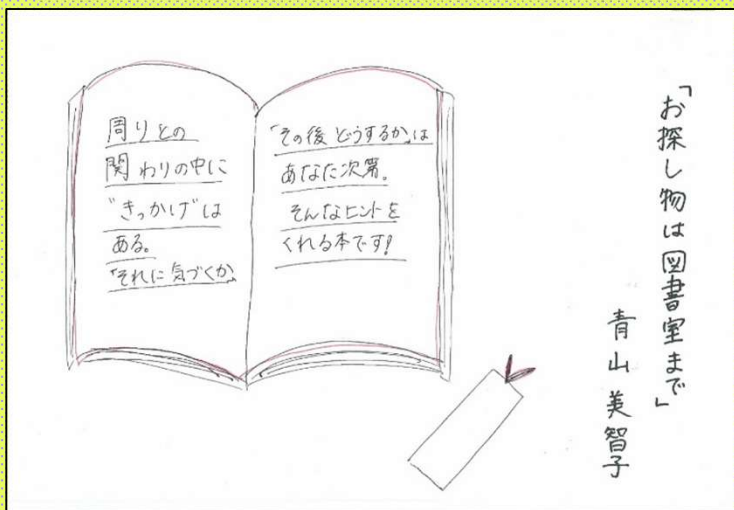 「お探し物は図書室まで」
青山美智子
周りとの
関わりの中に
"きっかけ"は
ある。
「それに気づくか」
「その後どうするか」は
あなた次第。
そんなヒントを
くれる本です!